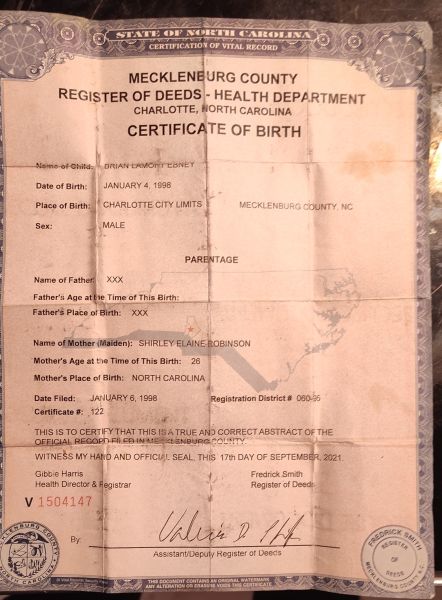 STATE OF NORTH CAROLINA
CERTIFICATION OF VITAL RECORD
MECKLENBURG COUNTY
REGISTER OF DEEDS - HEALTH DEPARTMENT
CHARLOTTE, NORTH CAROLINA
CERTIFICATE OF BIRTH
Name of Child: BRIAN LAMONT EBNEY
Date of Birth: JANUARY 4, 1998
Place of Birth: CHARLOTTE CITY LIMITS MECKLENBURG COUNTY, NC
Sex: MALE
PARENTAGE
Name of Father: XXX
Father's Age at the Time of This Birth:
Father's Place of Birth: XXX
Name of Mother (Maiden): SHIRLEY ELAINE ROBINSON
Mother's Age at the Time of This Birth: 26
Mother's Place of Birth: NORTH CAROLINA
Date Filed: JANUARY 6, 1998 Registration District # 060-95
Certificate #: 122
THIS IS TO CERTIFY THAT THIS IS A TRUE AND CORRECT ABSTRACT OF THE
OFFICIAL RECORD FILED IN MECKLENBURG COUNTY.
WITNESS MY HAND AND OFFICIAL SEAL, THIS 17TH DAY OF SEPTEMBER, 2021.
Gibbie Harris Fredrick Smith
Health Director & Registrar Register of Deeds
V 1504147
By: Valerie D.
Assistant/Deputy Register of Deeds
MECKLENBURG COUNTY
NORTH CAROLINA
FREDRICK SMITH
REGISTER
OF
DEEDS
MECKLENBURG COUNTY, N.C.
THIS DOCUMENT CONTAINS AN ORIGINAL WATERMARK